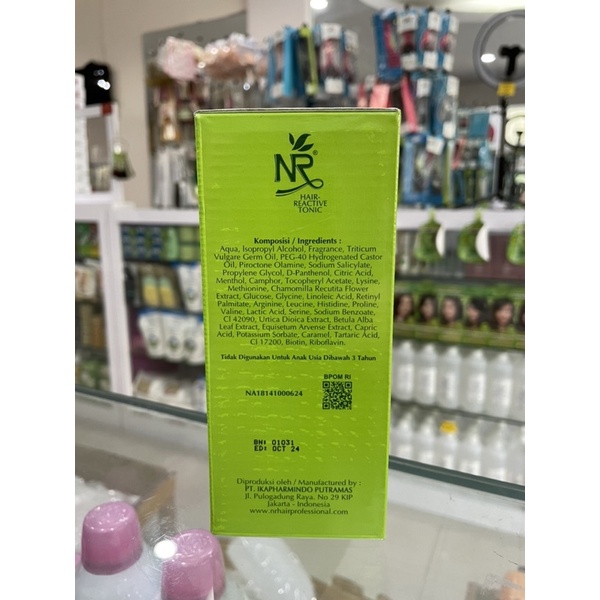 NR®
HAIR-
REACTIVE
TONIC
Komposisi / Ingredients :
Aqua, Isopropyl Alcohol, Fragrance, Triticum
Vulgare Germ Oil, PEG-40 Hydrogenated Castor
Oil, Piroctone Olamine, Sodium Salicylate,
Propylene Glycol, D-Panthenol, Citric Acid,
Menthol, Camphor, Tocopheryl Acetate, Lysine,
Methionine, Chamomilla Recutita Flower
Extract, Glucose, Glycine, Linoleic Acid, Retinyl
Palmitate, Arginine, Leucine, Histidine, Proline,
Valine, Lactic Acid, Serine, Sodium Benzoate,
CI 42090, Urtica Dioica Extract, Betula Alba
Leaf Extract, Equisetum Arvense Extract, Capric
Acid, Potassium Sorbate, Caramel, Tartaric Acid,
CI 17200, Biotin, Riboflavin.
Tidak Digunakan Untuk Anak Usia Dibawah 3 Tahun
BPOM RI
NA18141000624
BN: 01031
ED: OCT 24
Diproduksi oleh / Manufactured by :
PT. IKAPHARMINDO PUTRAMAS
Jl. Pulogadung Raya. No 29 KIP
Jakarta - Indonesia
www.nrhairprofessional.com